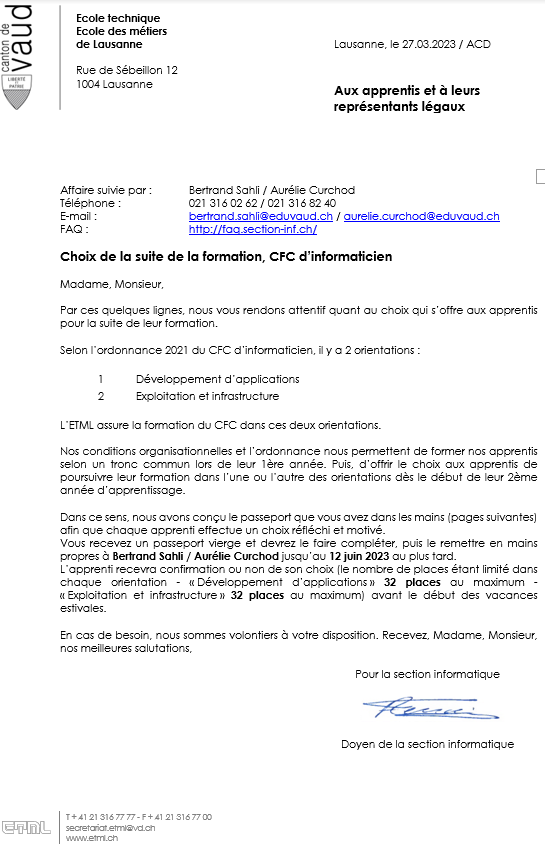 canton de
vaud
LIBERTÉ
ET
PATRIE
Ecole technique
Ecole des métiers
de Lausanne
Rue de Sébeillon 12
1004 Lausanne
Lausanne, le 27.03.2023 / ACD
Aux apprentis et à leurs
représentants légaux
Affaire suivie par : Bertrand Sahli / Aurélie Curchod
Téléphone : 021 316 02 62 / 021 316 82 40
E-mail : bertrand.sahli@eduvaud.ch / aurelie.curchod@eduvaud.ch
FAQ : http://faq.section-inf.ch/
Choix de la suite de la formation, CFC d’informaticien
Madame, Monsieur,
Par ces quelques lignes, nous vous rendons attentif quant au choix qui s’offre aux apprentis
pour la suite de leur formation.
Selon l’ordonnance 2021 du CFC d’informaticien, il y a 2 orientations :
1 Développement d’applications
2 Exploitation et infrastructure
L’ETML assure la formation du CFC dans ces deux orientations.
Nos conditions organisationnelles et l’ordonnance nous permettent de former nos apprentis
selon un tronc commun lors de leur 1ère année. Puis, d’offrir le choix aux apprentis de
poursuivre leur formation dans l’une ou l’autre des orientations dès le début de leur 2ème
année d’apprentissage.
Dans ce sens, nous avons conçu le passeport que vous avez dans les mains (pages suivantes)
afin que chaque apprenti effectue un choix réfléchi et motivé.
Vous recevez un passeport vierge et devrez le faire compléter, puis le remettre en mains
propres à Bertrand Sahli / Aurélie Curchod jusqu’au 12 juin 2023 au plus tard.
L’apprenti recevra confirmation ou non de son choix (le nombre de places étant limité dans
chaque orientation - « Développement d’applications » 32 places au maximum -
« Exploitation et infrastructure » 32 places au maximum) avant le début des vacances
estivales.
En cas de besoin, nous sommes volontiers à votre disposition. Recevez, Madame, Monsieur,
nos meilleures salutations,
Pour la section informatique
Doyen de la section informatique
ETML
T + 41 21 316 77 77 - F + 41 21 316 77 00
secretariat.etml@vd.ch
www.etml.ch